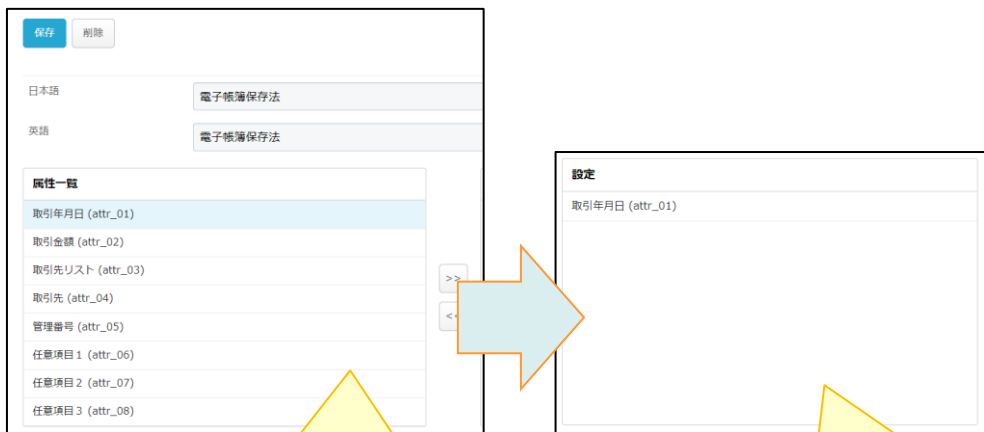 保存 削除
日本語 電子帳簿保存法
英語 電子帳簿保存法
属性一覧
取引年月日 (attr_01)
取引金額 (attr_02)
取引先リスト (attr_03)
取引先 (attr_04)
管理番号 (attr_05)
任意項目1 (attr_06)
任意項目2 (attr_07)
任意項目3 (attr_08)
>>
<<
設定
取引年月日 (attr_01)